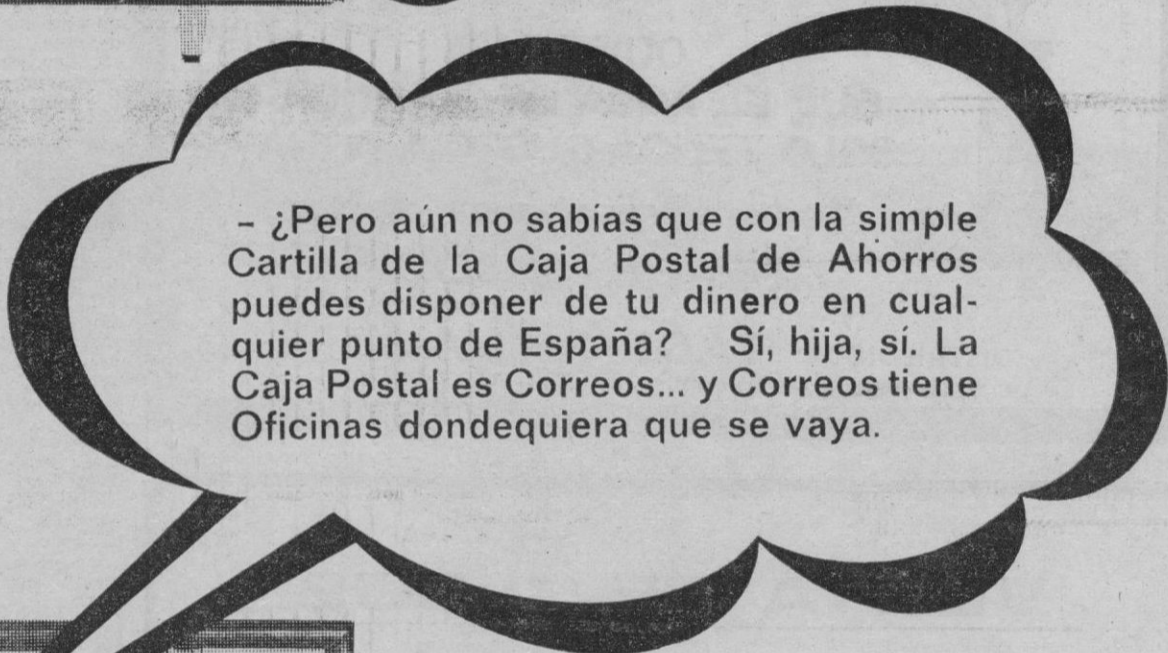 – ¿Pero aún no sabías que con la simple
Cartilla de la Caja Postal de Ahorros
puedes disponer de tu dinero en cual-
quier punto de España? Sí, hija, sí. La
Caja Postal es Correos... y Correos tiene
Oficinas dondequiera que se vaya.